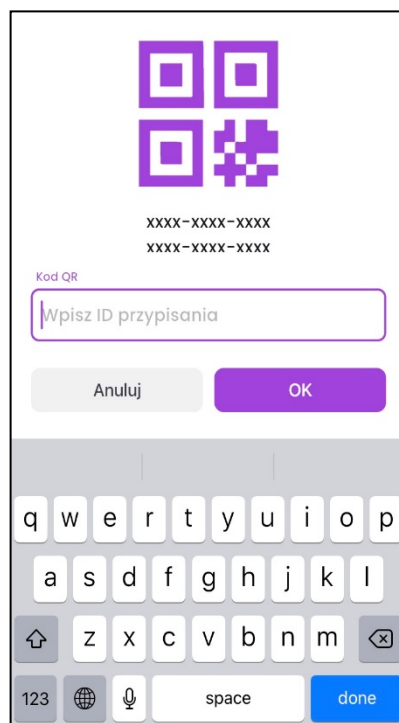 xxxx-xxxx-xxxx
xxxx-xxxx-xxxx
Kod QR
Wpisz ID przypisania
Anuluj OK
q w e r t y u i o p
a s d f g h j k l
z x c v b n m
123 space done